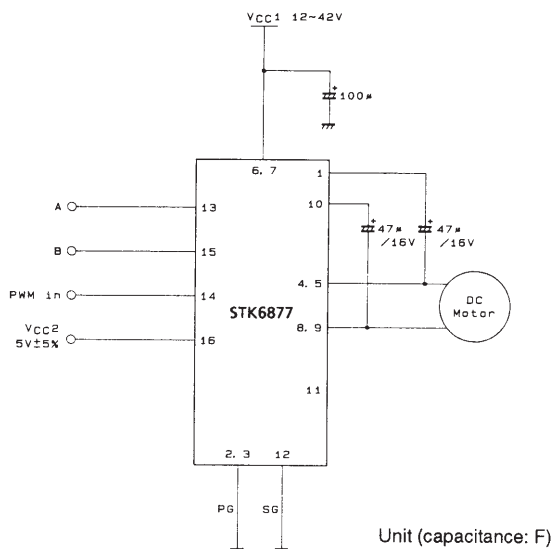 VCC1 12~42V
+
100μ
6. 7
1
10
+
47μ
/16V
+
47μ
/16V
A
13
B
15
PWM in
14
VCC2
5V±5%
16
STK6877
4. 5
8. 9
DC
Motor
11
2. 3
12
PG
SG
Unit (capacitance: F)